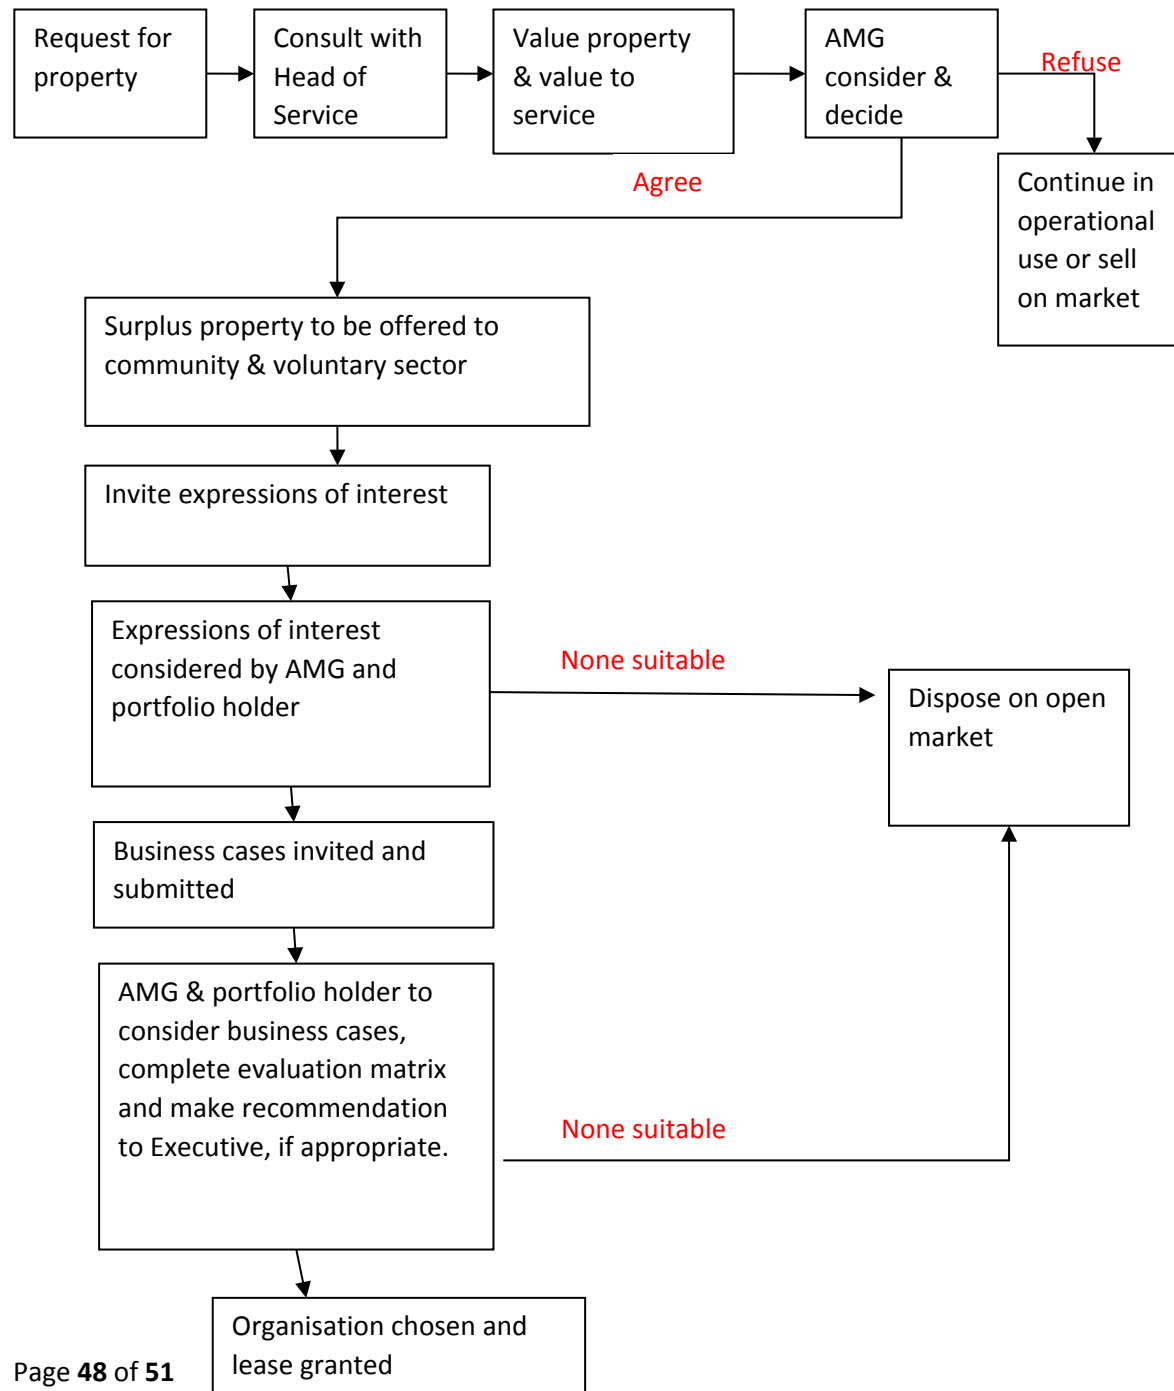 Request for
property
Consult with
Head of
Service
Value property
& value to
service
AMG
consider &
decide
Refuse
Continue in
operational
use or sell
on market
Agree
Surplus property to be offered to
community & voluntary sector
Invite expressions of interest
Expressions of interest
considered by AMG and
portfolio holder
None suitable
Dispose on open
market
Business cases invited and
submitted
AMG & portfolio holder to
consider business cases,
complete evaluation matrix
and make recommendation
to Executive, if appropriate.
None suitable
Organisation chosen and
lease granted
Page 48 of 51